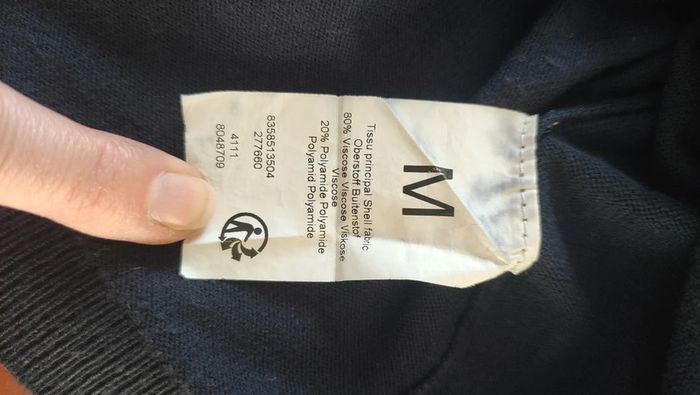 M
Tissu principal Shell fabric
Oberstoff Buitenstof
80% Viscose Viscose Viskose
Viscose
20% Polyamide Polyamide
Polyamid Polyamide
8358513504
277660
4111
8048709